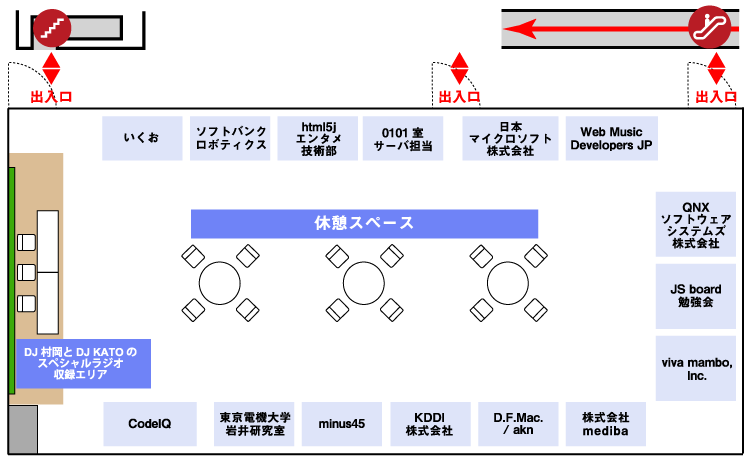 出入口
出入口
出入口
いくお
ソフトバンク
ロボティクス
html5j
エンタメ
技術部
0101 室
サーバ担当
日本
マイクロソフト
株式会社
Web Music
Developers JP
QNX
ソフトウェア
システムズ
株式会社
休憩スペース
JS board
勉強会
DJ 村岡と DJ KATO の
スペシャルラジオ
収録エリア
viva mambo,
Inc.
CodeIQ
東京電機大学
岩井研究室
minus45
KDDI
株式会社
D.F.Mac.
/ akn
株式会社
mediba